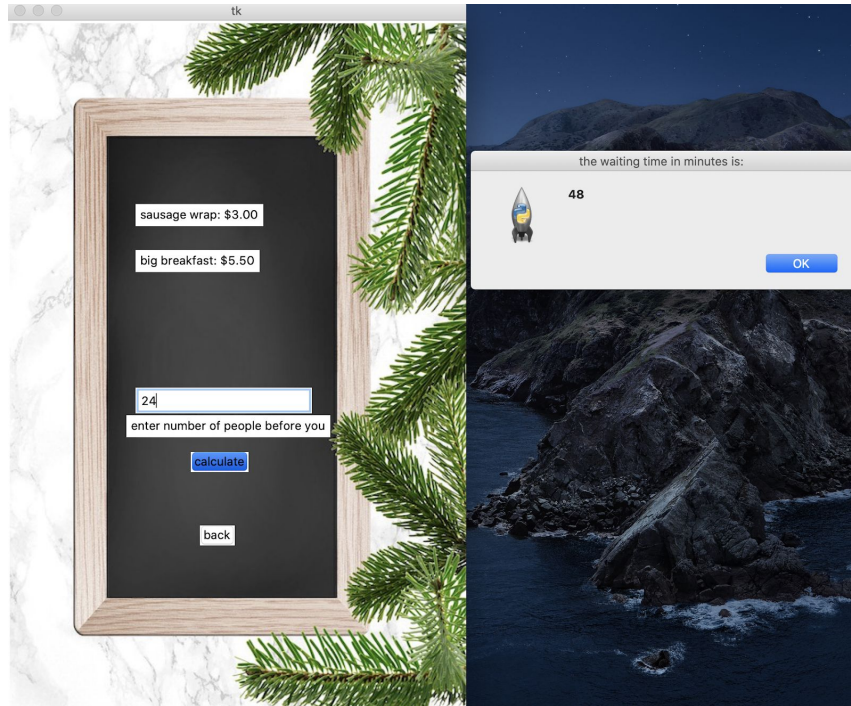 tk
sausage wrap: $3.00
big breakfast: $5.50
24
enter number of people before you
calculate
back
the waiting time in minutes is:
48
OK